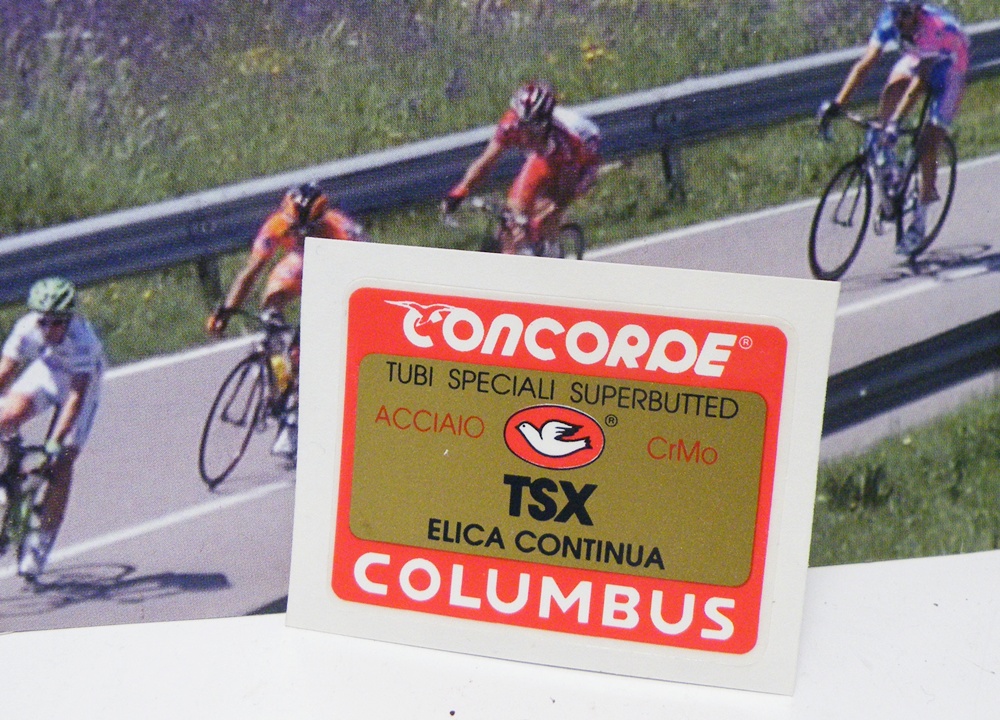 CONCORDE®
TUBI SPECIALI SUPERBUTTED
ACCIAIO ® CrMo
TSX
ELICA CONTINUA
COLUMBUS